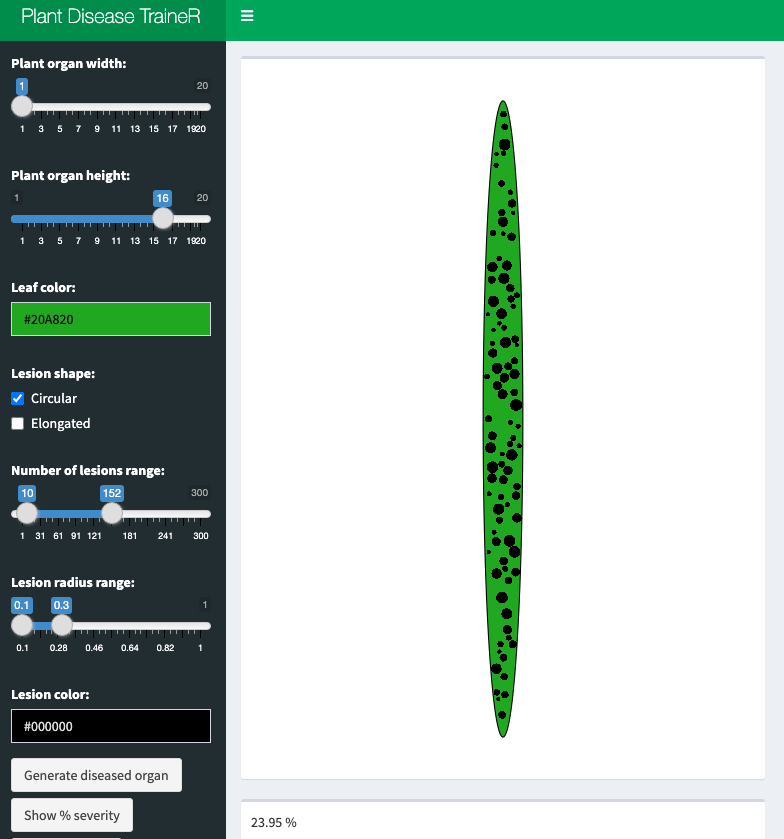 Plant Disease TraineR
Plant organ width:
1 20
1 3 5 7 9 11 13 15 17 19 20
Plant organ height:
1 16 20
1 3 5 7 9 11 13 15 17 19 20
Leaf color:
#20A820
Lesion shape:
Circular
Elongated
Number of lesions range:
10 152 300
1 31 61 91 121 181 241 300
Lesion radius range:
0.1 0.3 1
0.1 0.28 0.46 0.64 0.82 1
Lesion color:
#000000
Generate diseased organ
Show % severity
23.95 %